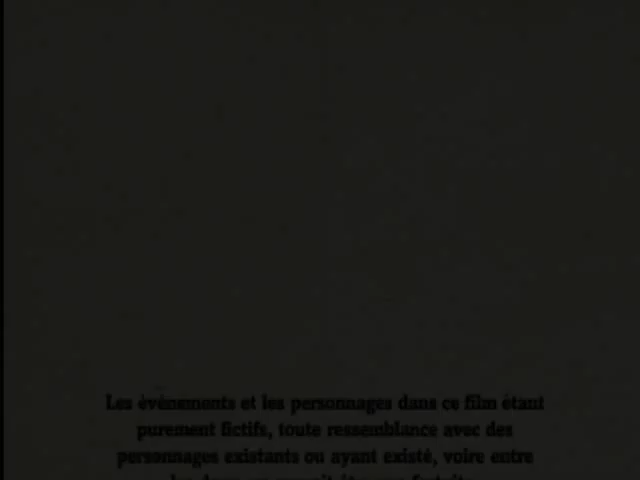 Les événements et les personnages dans ce film étant
purement fictifs, toute ressemblance avec des
personnages existants ou ayant existé, voire entre